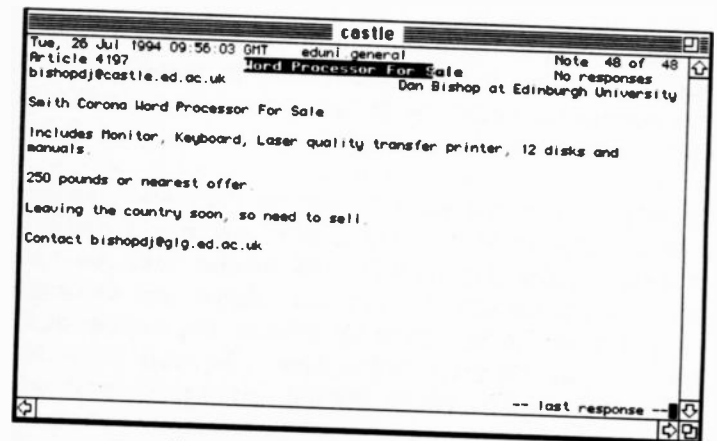 castle
Tue, 26 Jul 1994 09:56:03 GMT eduni.general Note 48 of 48
Article 4197 Word Processor For Sale No responses
bishopdj@castle.ed.ac.uk Dan Bishop at Edinburgh University
Smith Corona Word Processor For Sale
Includes Monitor, Keyboard, Laser quality transfer printer, 12 disks and
manuals.
250 pounds or nearest offer.
Leaving the country soon, so need to sell.
Contact bishopdj@glg.ed.ac.uk
-- last response --